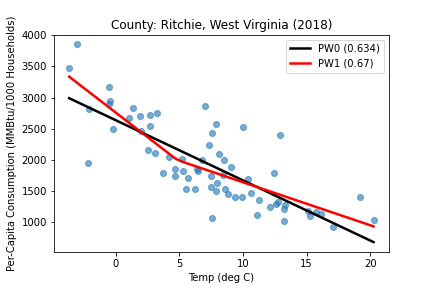 County: Ritchie, West Virginia (2018)
Per-Capita Consumption (MMBtu/1000 Households)
4000
3500
3000
2500
2000
1500
1000
PW0 (0.634)
PW1 (0.67)
0 5 10 15 20
Temp (deg C)